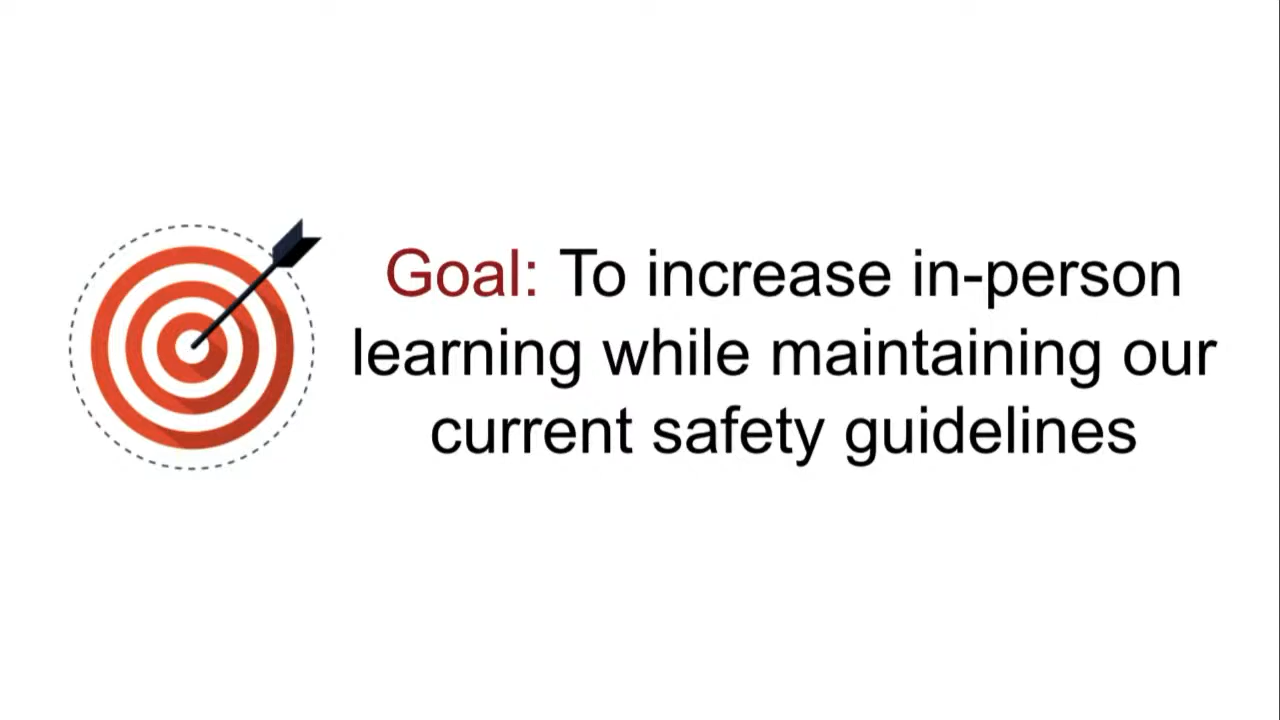 Goal: To increase in-person
learning while maintaining our
current safety guidelines